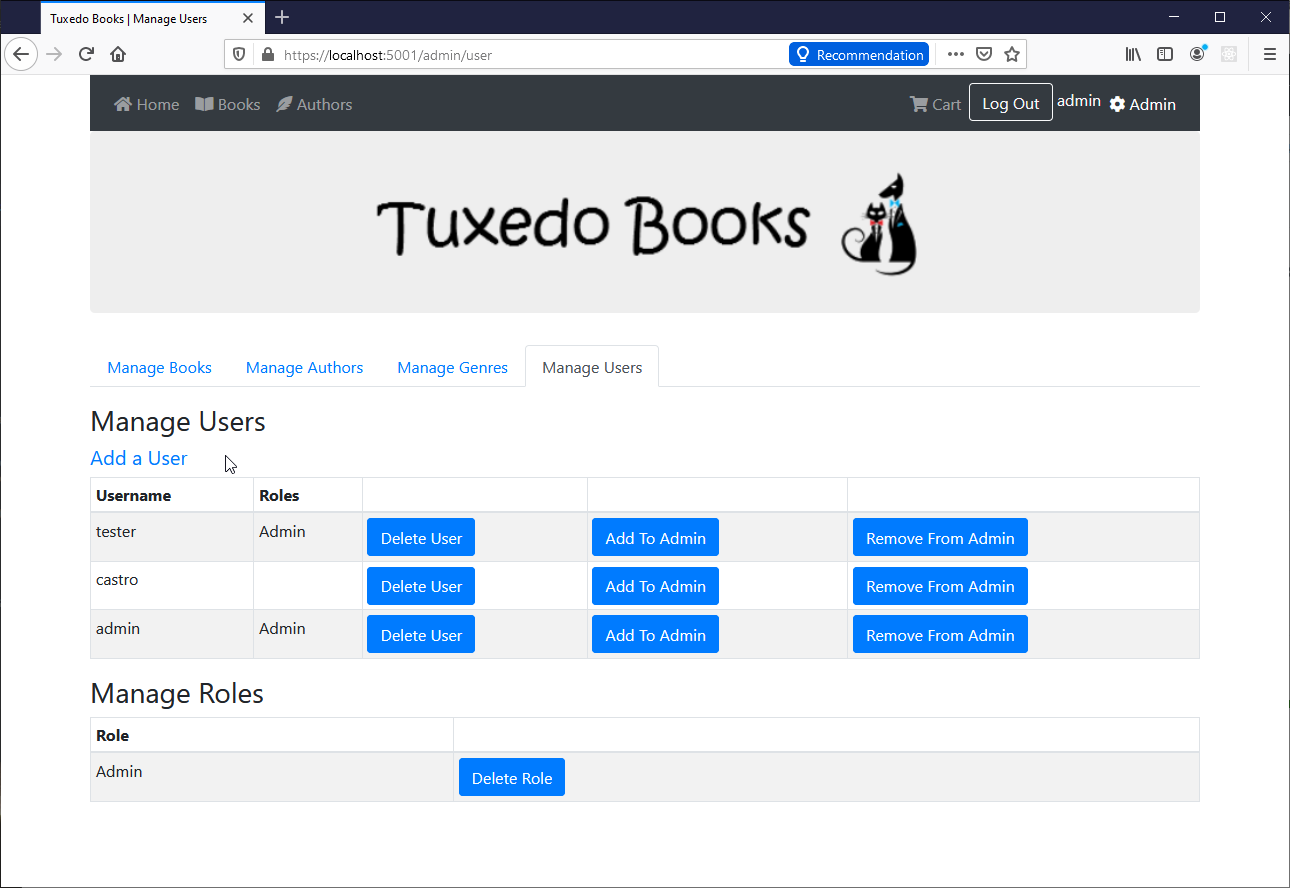 Tuxedo Books | Manage Users
https://localhost:5001/admin/user Recommendation
Home Books Authors Cart Log Out admin Admin
Tuxedo Books
Manage Books Manage Authors Manage Genres Manage Users
Manage Users
Add a User
Username Roles
tester Admin Delete User Add To Admin Remove From Admin
castro Delete User Add To Admin Remove From Admin
admin Admin Delete User Add To Admin Remove From Admin
Manage Roles
Role
Admin Delete Role